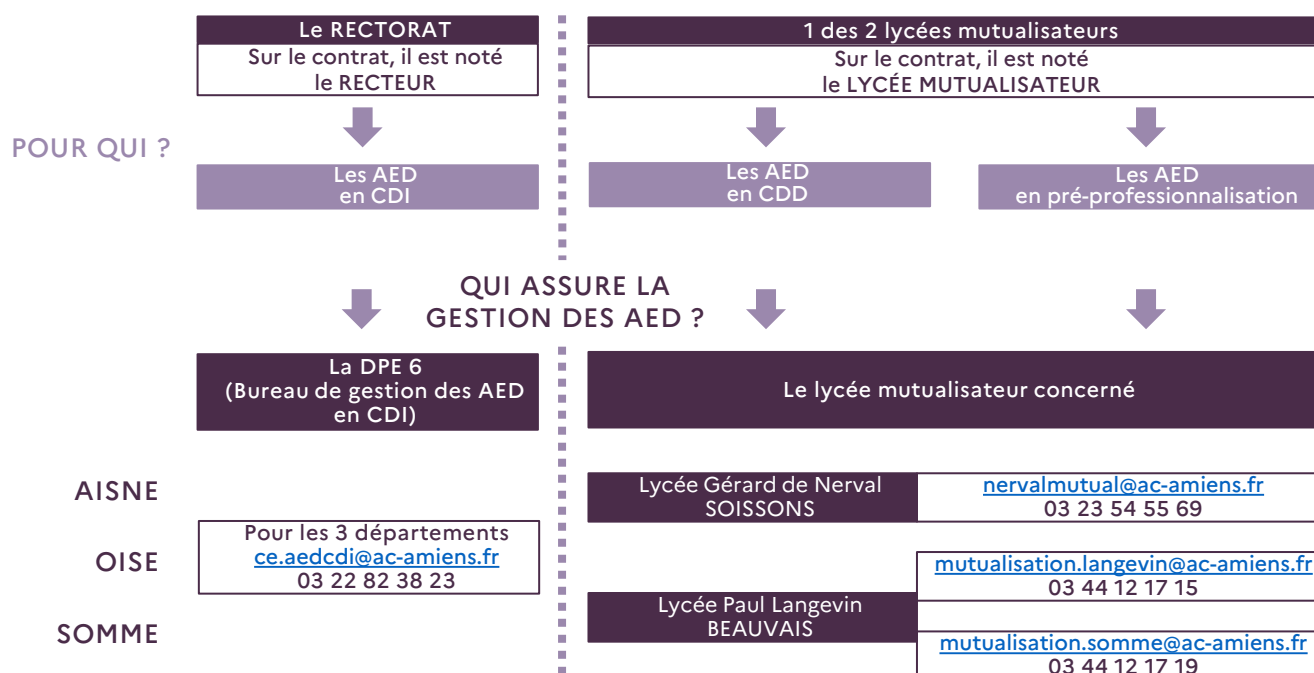 Le RECTORAT
Sur le contrat, il est noté
le RECTEUR
1 des 2 lycées mutualisateurs
Sur le contrat, il est noté
le LYCÉE MUTUALISATEUR
POUR QUI ?
Les AED
en CDI
Les AED
en CDD
Les AED
en pré-professionnalisation
QUI ASSURE LA
GESTION DES AED ?
La DPE 6
(Bureau de gestion des AED
en CDI)
Le lycée mutualisateur concerné
AISNE
Lycée Gérard de Nerval
SOISSONS
nervalmutual@ac-amiens.fr
03 23 54 55 69
OISE
Pour les 3 départements
ce.aedcdi@ac-amiens.fr
03 22 82 38 23
mutualisation.langevin@ac-amiens.fr
03 44 12 17 15
SOMME
Lycée Paul Langevin
BEAUVAIS
mutualisation.somme@ac-amiens.fr
03 44 12 17 19